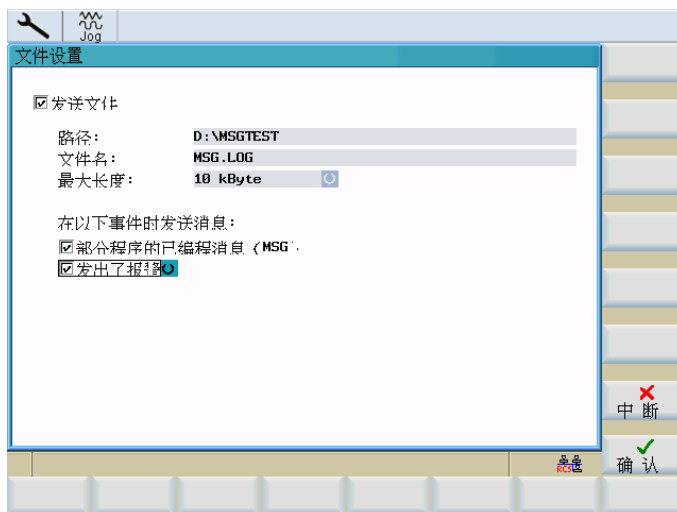 Jog
文件设置
发送文件
路径: D:\MSGTEST
文件名: MSG.LOG
最大长度: 10 kByte
在以下事件时发送消息:
部分程序的已编程消息 (MSG
发出了报警
中断
RCS
确认